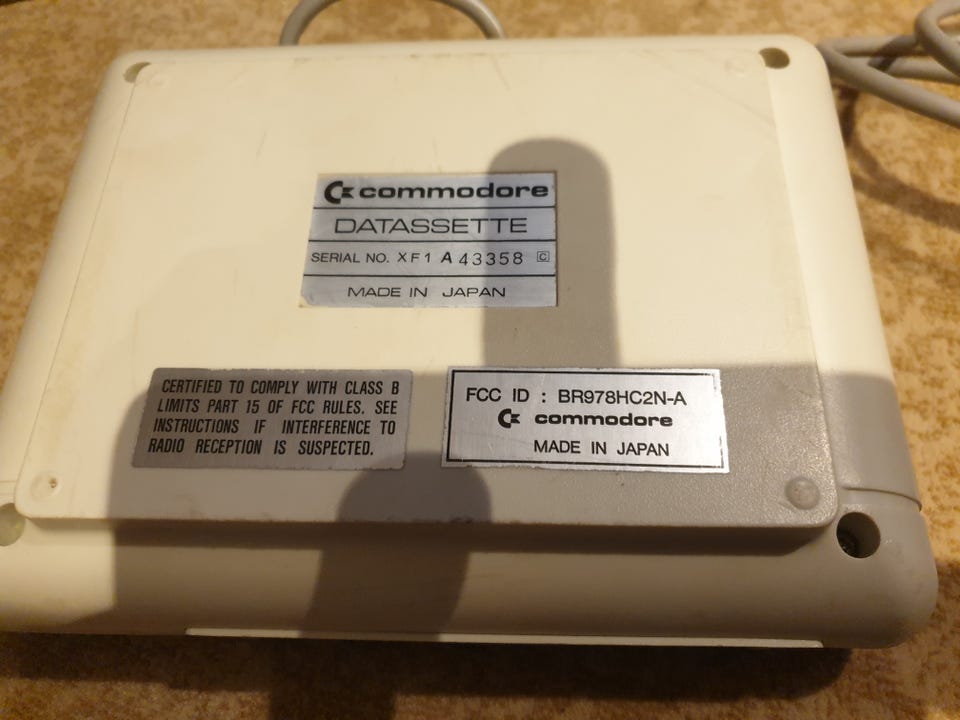 commodore
DATASSETTE
SERIAL NO. XF1 A 43358 C
MADE IN JAPAN
CERTIFIED TO COMPLY WITH CLASS B
LIMITS PART 15 OF FCC RULES. SEE
INSTRUCTIONS IF INTERFERENCE TO
RADIO RECEPTION IS SUSPECTED.
FCC ID : BR978HC2N-A
commodore
MADE IN JAPAN